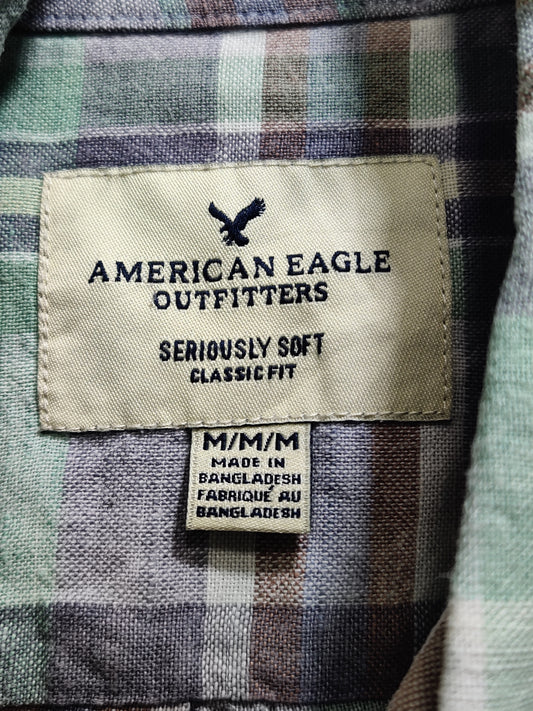 AMERICAN EAGLE
OUTFITTERS
SERIOUSLY SOFT
CLASSIC FIT
M/M/M
MADE IN
BANGLADESH
FABRIQUÉ AU
BANGLADESH